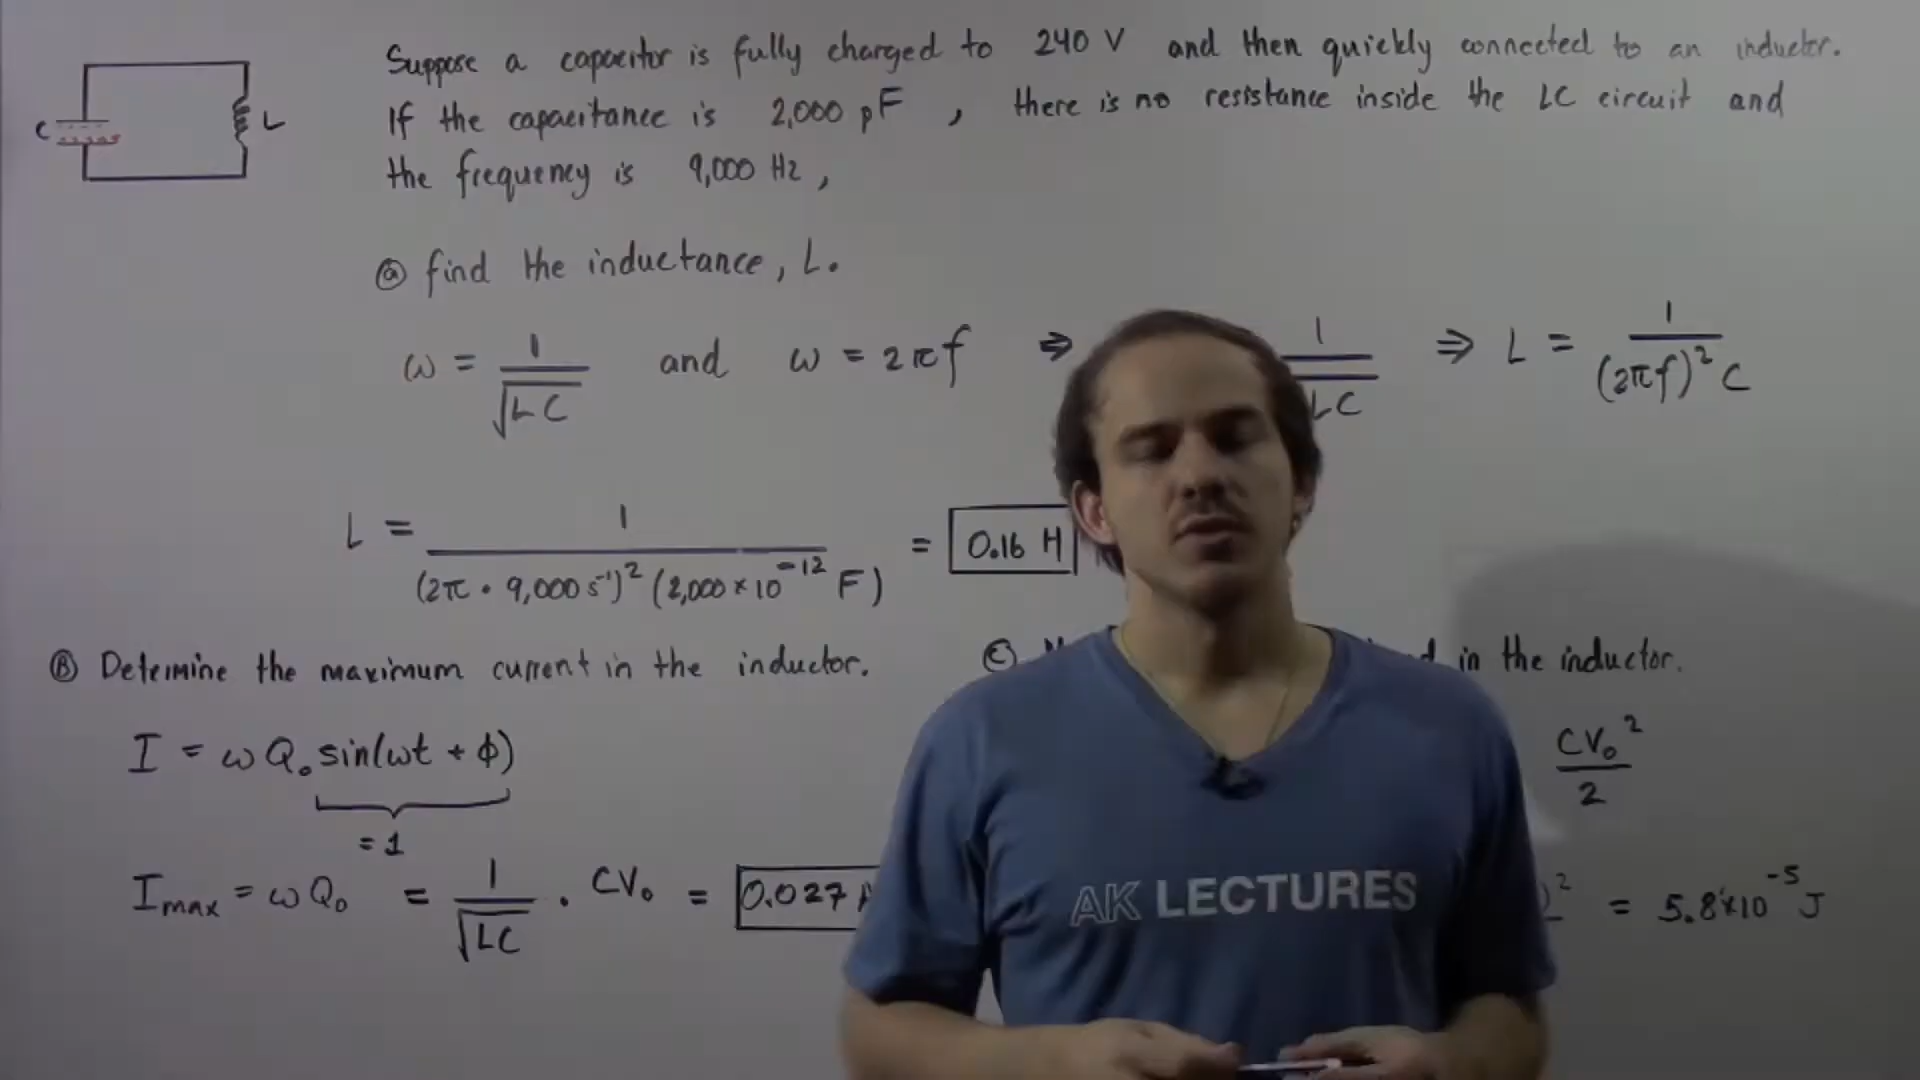 Suppose a capacitor is fully charged to 240 V and then quickly connected to an inductor.
If the capacitance is 2,000 pF , there is no resistance inside the LC circuit and
the frequency is 9,000 Hz ,
C
L
ⓐ find the inductance, L.
ω = 1/√LC and ω = 2πf ⇒ 1/LC ⇒ L = 1/(2πf)² C
L = 1/(2π · 9,000 s⁻¹)² (2,000 × 10⁻¹² F) = 0.16 H
Ⓑ Determine the maximum current in the inductor.
Ⓒ in the inductor.
I = ω Q₀ sin(ωt + ϕ)
= 1
CV₀²/2
Imax = ωQ₀ = 1/√LC · CV₀ = 0.027
² = 5.8×10⁻⁵ J
AK LECTURES